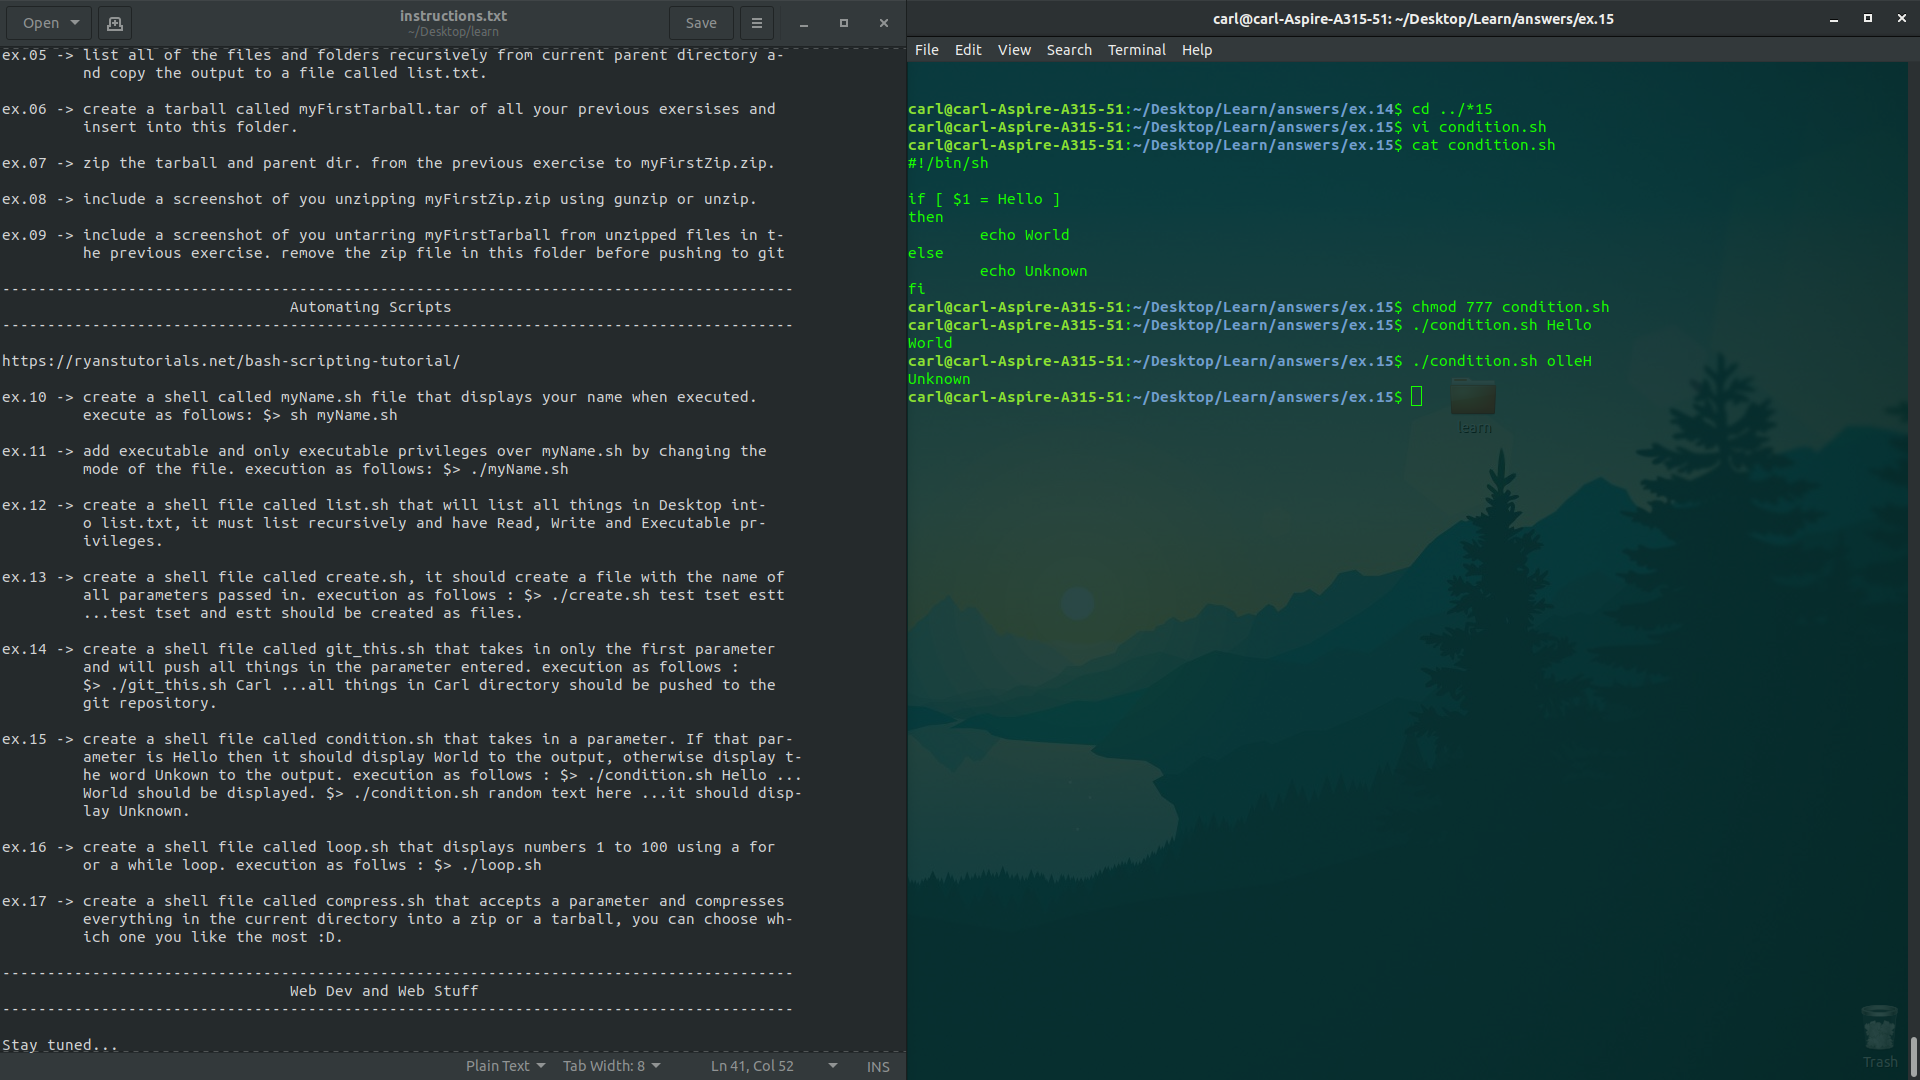 Open
instructions.txt
~/Desktop/learn
Save
ex.05 -> list all of the files and folders recursively from current parent directory a-
nd copy the output to a file called list.txt.
ex.06 -> create a tarball called myFirstTarball.tar of all your previous exersises and
insert into this folder.
ex.07 -> zip the tarball and parent dir. from the previous exercise to myFirstZip.zip.
ex.08 -> include a screenshot of you unzipping myFirstZip.zip using gunzip or unzip.
ex.09 -> include a screenshot of you untarring myFirstTarball from unzipped files in t-
he previous exercise. remove the zip file in this folder before pushing to git
----------------------------------------------------------------------------------------
Automating Scripts
----------------------------------------------------------------------------------------
https://ryanstutorials.net/bash-scripting-tutorial/
ex.10 -> create a shell called myName.sh file that displays your name when executed.
execute as follows: $> sh myName.sh
ex.11 -> add executable and only executable privileges over myName.sh by changing the
mode of the file. execution as follows: $> ./myName.sh
ex.12 -> create a shell file called list.sh that will list all things in Desktop int-
o list.txt, it must list recursively and have Read, Write and Executable pr-
ivileges.
ex.13 -> create a shell file called create.sh, it should create a file with the name of
all parameters passed in. execution as follows : $> ./create.sh test tset estt
...test tset and estt should be created as files.
ex.14 -> create a shell file called git_this.sh that takes in only the first parameter
and will push all things in the parameter entered. execution as follows :
$> ./git_this.sh Carl ...all things in Carl directory should be pushed to the
git repository.
ex.15 -> create a shell file called condition.sh that takes in a parameter. If that par-
ameter is Hello then it should display World to the output, otherwise display t-
he word Unkown to the output. execution as follows : $> ./condition.sh Hello ...
World should be displayed. $> ./condition.sh random text here ...it should disp-
lay Unknown.
ex.16 -> create a shell file called loop.sh that displays numbers 1 to 100 using a for
or a while loop. execution as follws : $> ./loop.sh
ex.17 -> create a shell file called compress.sh that accepts a parameter and compresses
everything in the current directory into a zip or a tarball, you can choose wh-
ich one you like the most :D.
----------------------------------------------------------------------------------------
Web Dev and Web Stuff
----------------------------------------------------------------------------------------
Stay tuned...
Plain Text Tab Width: 8 Ln 41, Col 52 INS
carl@carl-Aspire-A315-51: ~/Desktop/Learn/answers/ex.15
File Edit View Search Terminal Help
carl@carl-Aspire-A315-51:~/Desktop/Learn/answers/ex.14$ cd ../*15
carl@carl-Aspire-A315-51:~/Desktop/Learn/answers/ex.15$ vi condition.sh
carl@carl-Aspire-A315-51:~/Desktop/Learn/answers/ex.15$ cat condition.sh
#!/bin/sh
if [ $1 = Hello ]
then
echo World
else
echo Unknown
fi
carl@carl-Aspire-A315-51:~/Desktop/Learn/answers/ex.15$ chmod 777 condition.sh
carl@carl-Aspire-A315-51:~/Desktop/Learn/answers/ex.15$ ./condition.sh Hello
World
carl@carl-Aspire-A315-51:~/Desktop/Learn/answers/ex.15$ ./condition.sh olleH
Unknown
carl@carl-Aspire-A315-51:~/Desktop/Learn/answers/ex.15$
learn
Trash